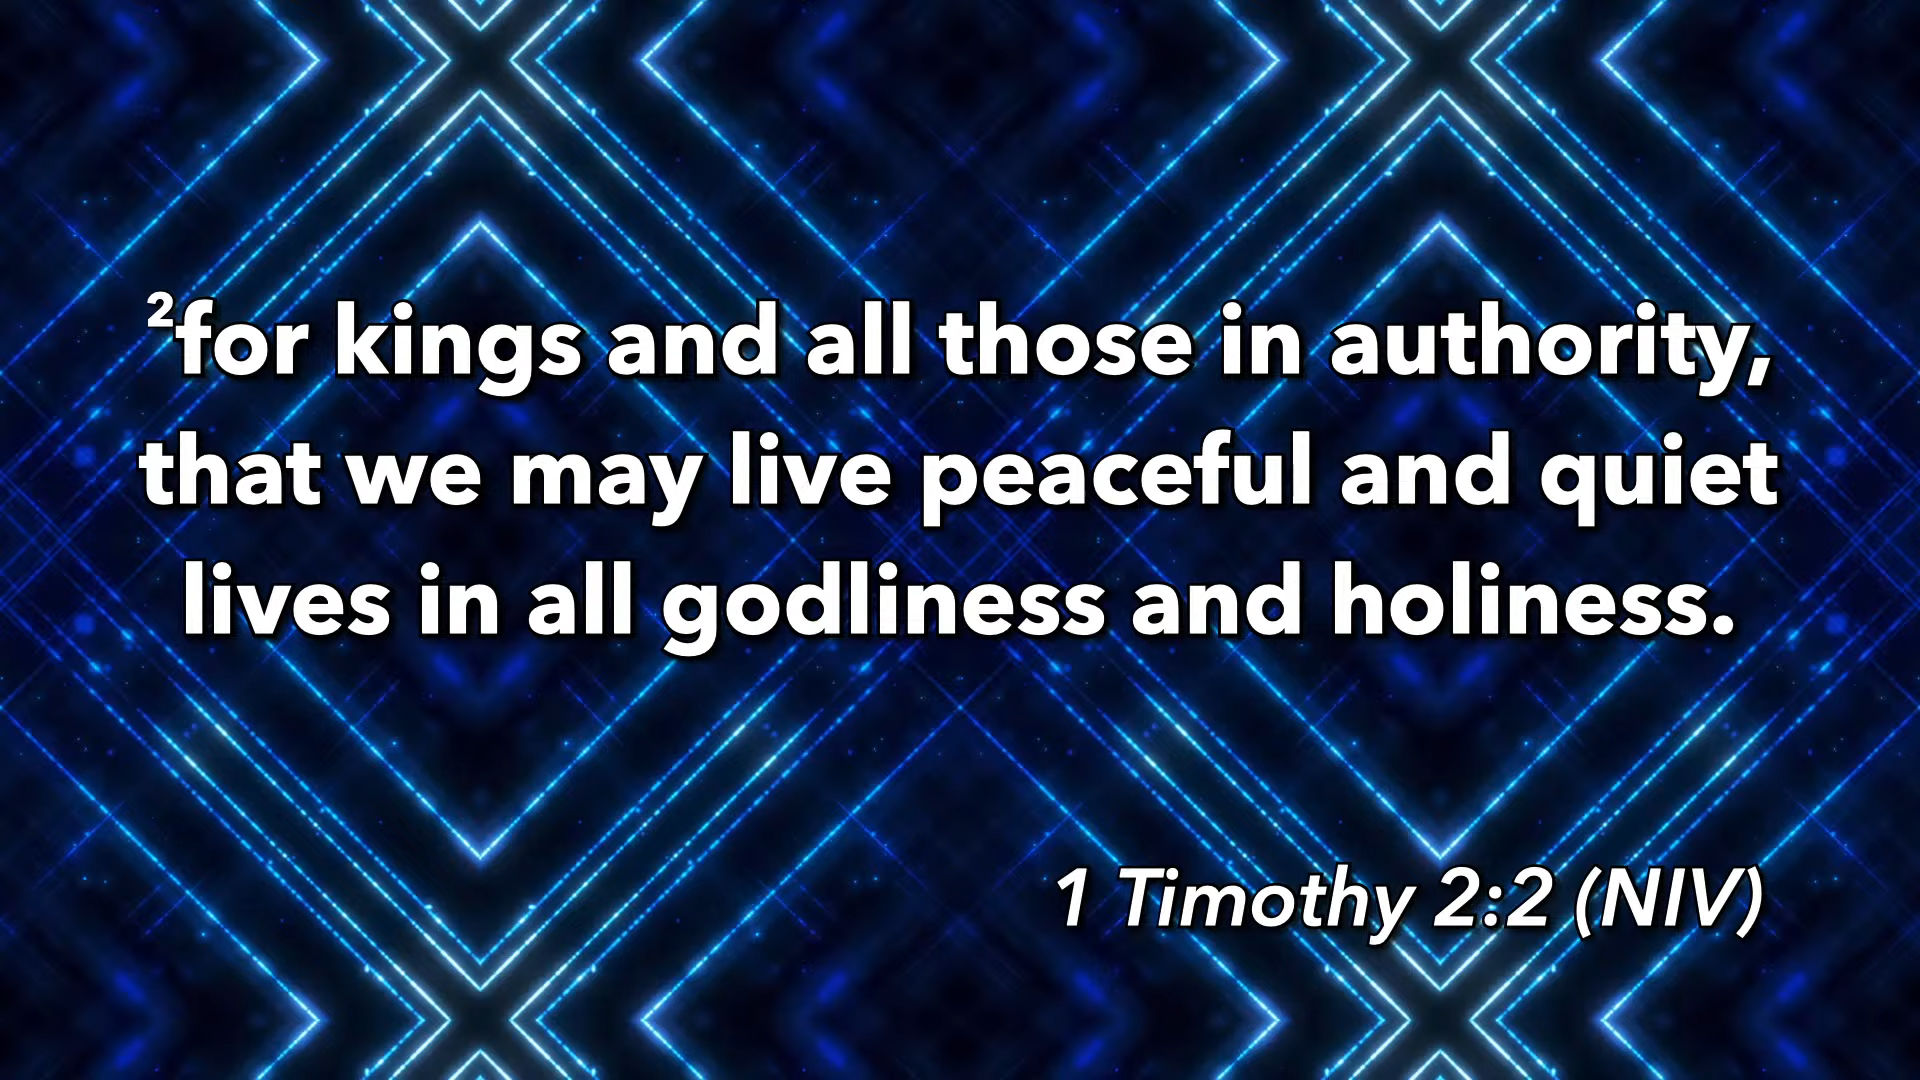 ²for kings and all those in authority,
that we may live peaceful and quiet
lives in all godliness and holiness.
1 Timothy 2:2 (NIV)